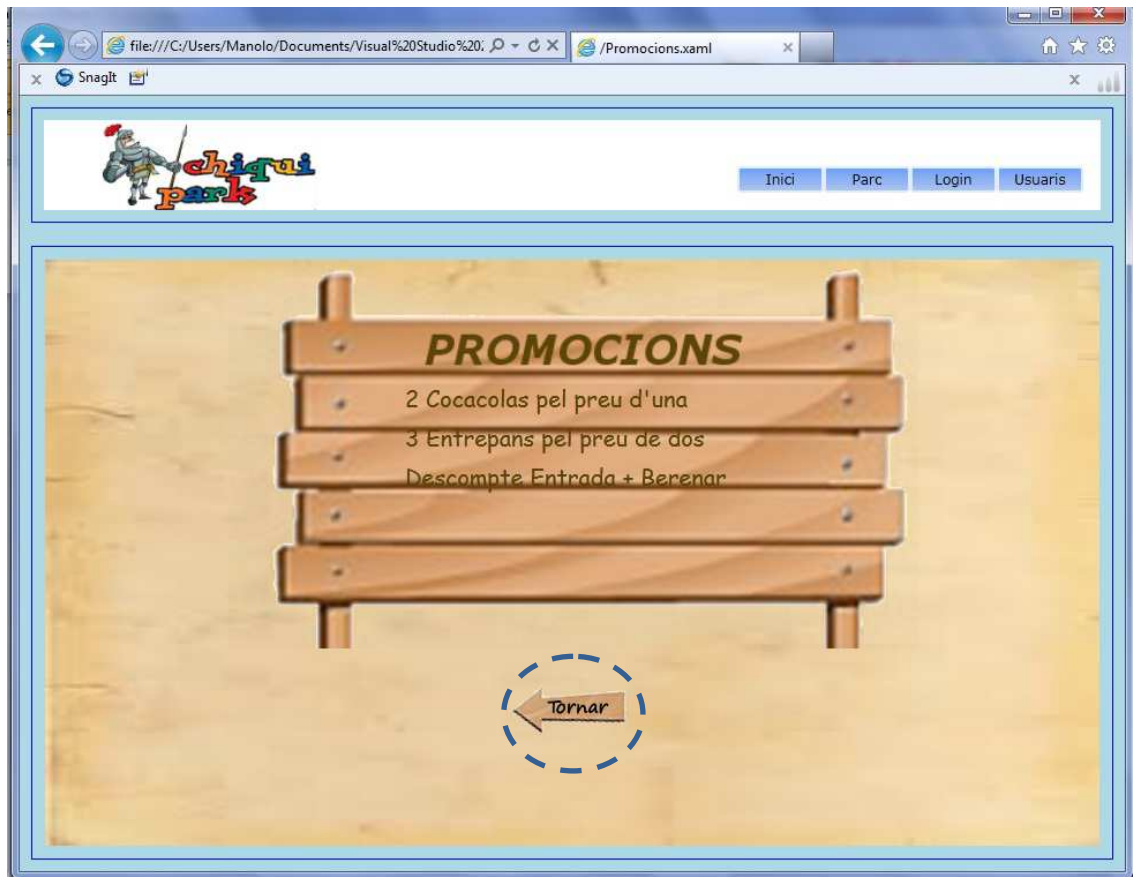 file:///C:/Users/Manolo/Documents/Visual%20Studio%20
/Promocions.xaml
x SnagIt x
chiqui
park
Inici Parc Login Usuaris
PROMOCIONS
2 Cocacolas pel preu d'una
3 Entrepans pel preu de dos
Descompte Entrada + Berenar
Tornar